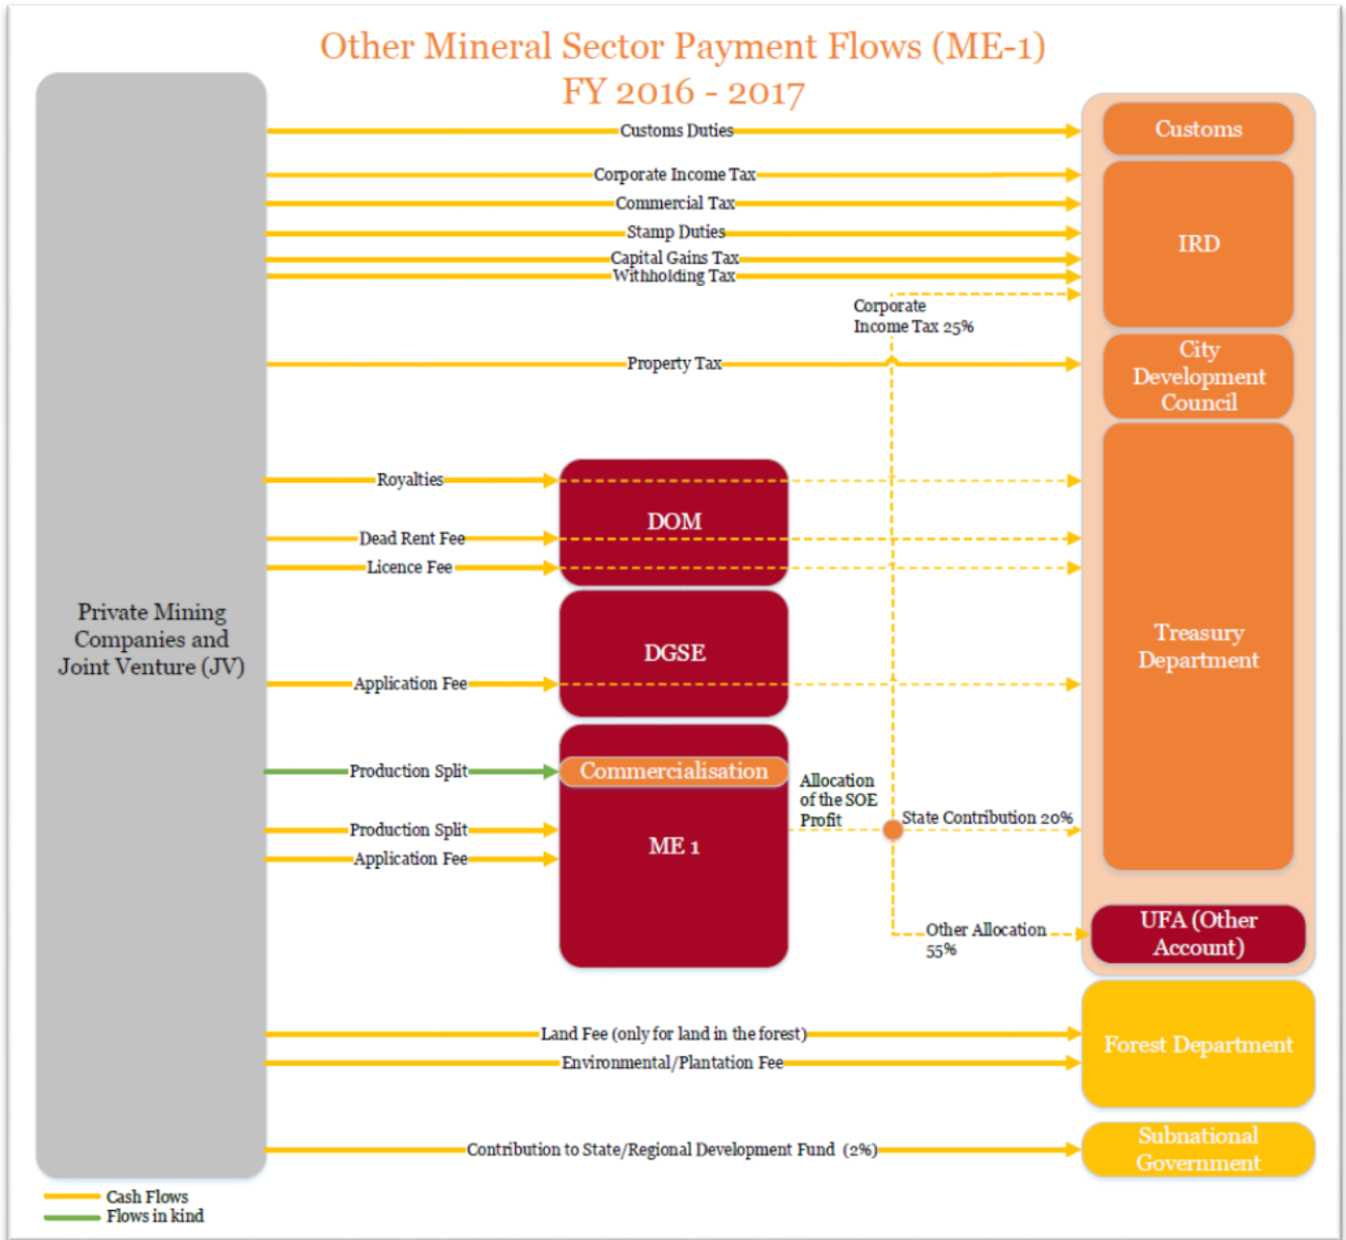 Other Mineral Sector Payment Flows (ME-1)
FY 2016 - 2017
Customs Duties
Customs
Corporate Income Tax
Commercial Tax
Stamp Duties
IRD
Capital Gains Tax
Withholding Tax
Corporate
Income Tax 25%
Property Tax
City
Development
Council
Royalties
DOM
Dead Rent Fee
Licence Fee
Private Mining
Companies and
Joint Venture (JV)
DGSE
Treasury
Department
Application Fee
Production Split
Commercialisation
Allocation
of the SOE
Profit
State Contribution 20%
Production Split
ME 1
Application Fee
Other Allocation
55%
UFA (Other
Account)
Land Fee (only for land in the forest)
Forest Department
Environmental/Plantation Fee
Contribution to State/Regional Development Fund (2%)
Subnational
Government
Cash Flows
Flows in kind